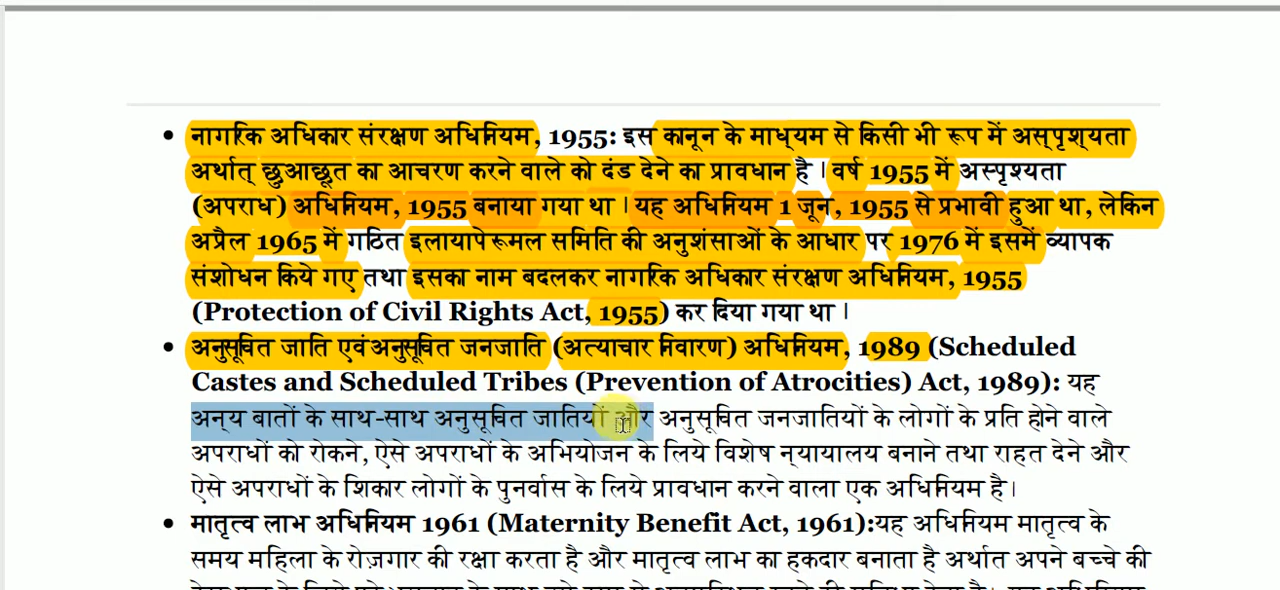 • नागरिक अधिकार संरक्षण अधिनियम, 1955: इस कानून के माध्यम से किसी भी रूप में अस्पृश्यता
अर्थात् छुआछूत का आचरण करने वाले को दंड देने का प्रावधान है। वर्ष 1955 में अस्पृश्यता
(अपराध) अधिनियम, 1955 बनाया गया था। यह अधिनियम 1 जून, 1955 से प्रभावी हुआ था, लेकिन
अप्रैल 1965 में गठित इलायापेरूमल समिति की अनुशंसाओं के आधार पर 1976 में इसमें व्यापक
संशोधन किये गए तथा इसका नाम बदलकर नागरिक अधिकार संरक्षण अधिनियम, 1955
(Protection of Civil Rights Act, 1955) कर दिया गया था।
• अनुसूचित जाति एवं अनुसूचित जनजाति (अत्याचार निवारण) अधिनियम, 1989 (Scheduled
Castes and Scheduled Tribes (Prevention of Atrocities) Act, 1989): यह
अन्य बातों के साथ-साथ अनुसूचित जातियों और अनुसूचित जनजातियों के लोगों के प्रति होने वाले
अपराधों को रोकने, ऐसे अपराधों के अभियोजन के लिये विशेष न्यायालय बनाने तथा राहत देने और
ऐसे अपराधों के शिकार लोगों के पुनर्वास के लिये प्रावधान करने वाला एक अधिनियम है।
• मातृत्व लाभ अधिनियम 1961 (Maternity Benefit Act, 1961):यह अधिनियम मातृत्व के
समय महिला के रोज़गार की रक्षा करता है और मातृत्व लाभ का हकदार बनाता है अर्थात अपने बच्चे की